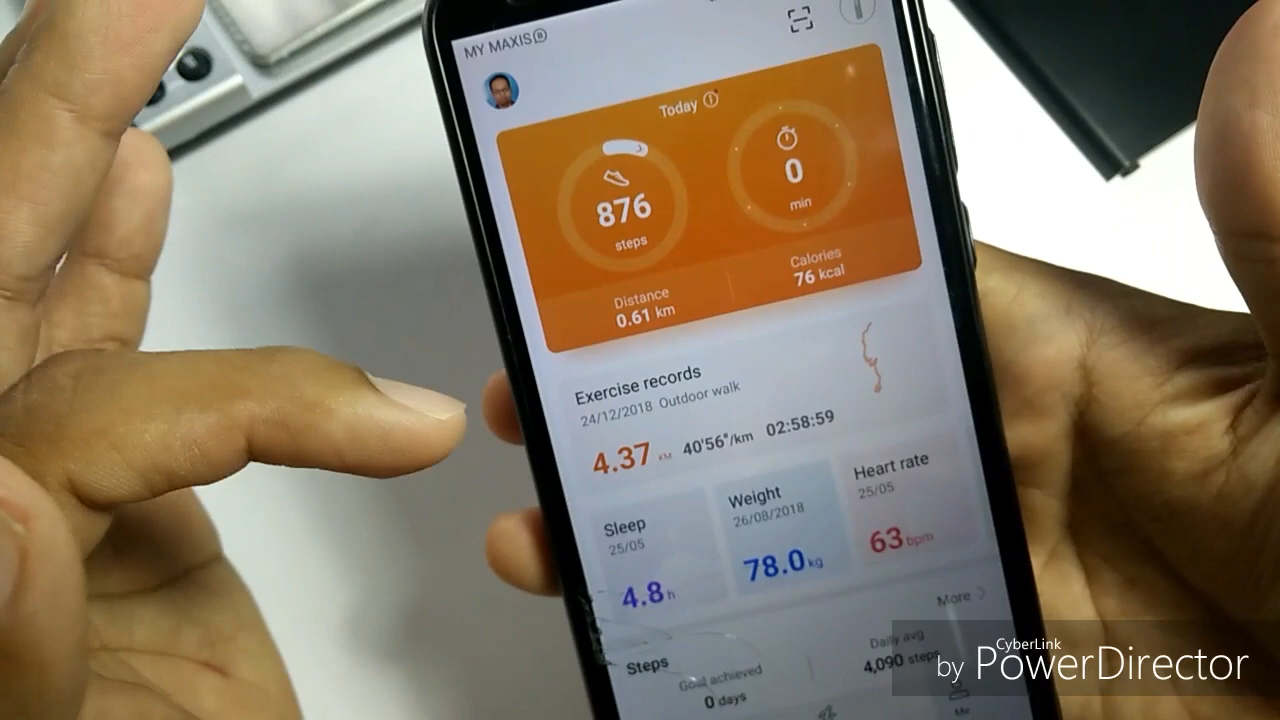 MY MAXIS
Today
876
steps
0
min
Distance
0.61 km
Calories
76 kcal
Exercise records
24/12/2018 Outdoor walk
4.37 KM 40'56"/km 02:58:59
Sleep
25/05
4.8 h
Weight
26/08/2018
78.0 kg
Heart rate
25/05
63 bpm
More
Steps
Goal achieved
0 days
Daily avg
4,090 steps
Me
CyberLink
by PowerDirector